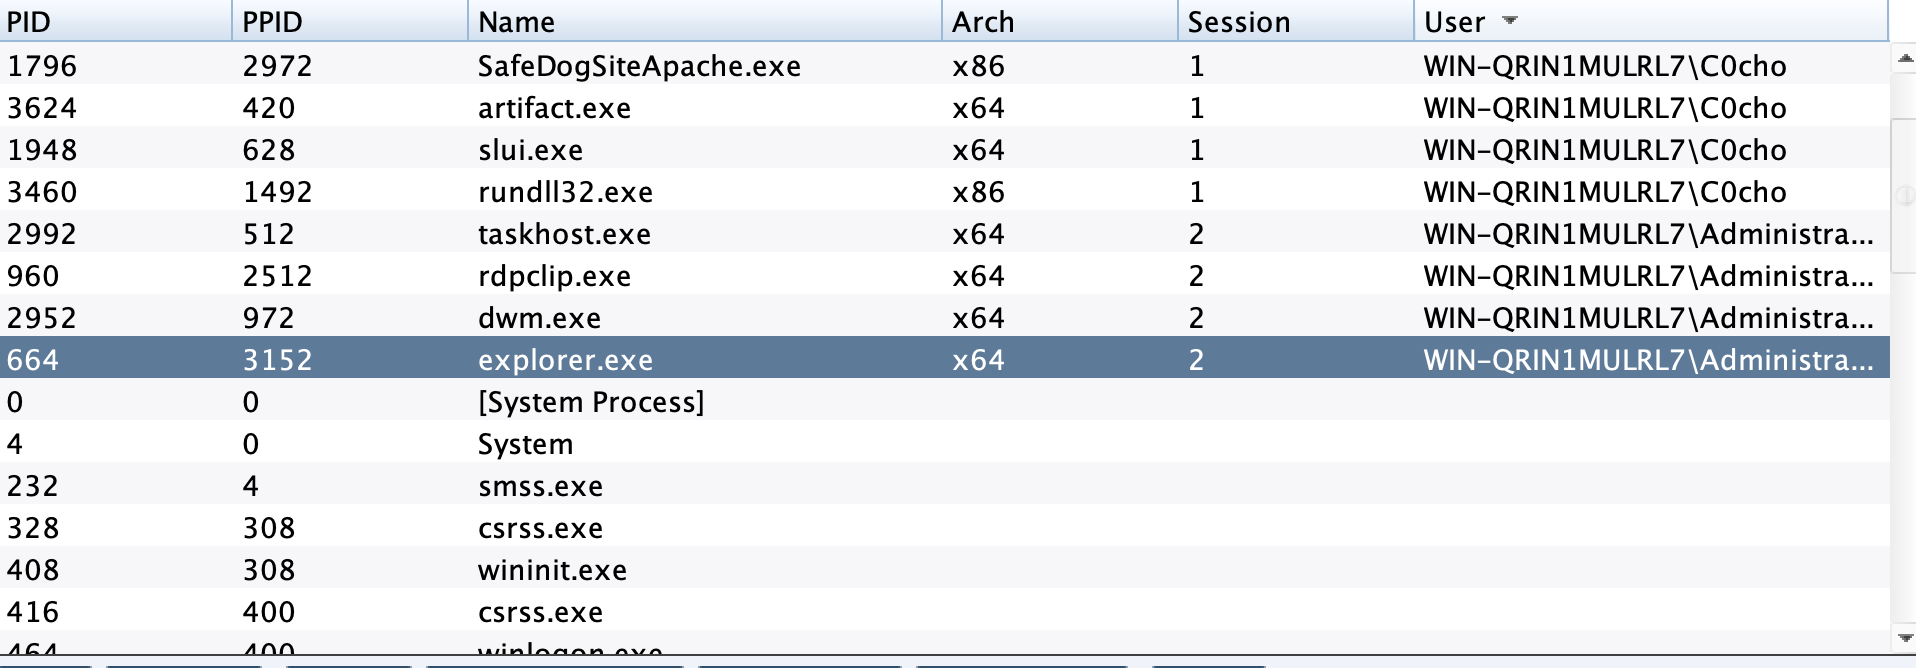 PID PPID Name Arch Session User
1796 2972 SafeDogSiteApache.exe x86 1 WIN-QRIN1MULRL7\C0cho
3624 420 artifact.exe x64 1 WIN-QRIN1MULRL7\C0cho
1948 628 slui.exe x64 1 WIN-QRIN1MULRL7\C0cho
3460 1492 rundll32.exe x86 1 WIN-QRIN1MULRL7\C0cho
2992 512 taskhost.exe x64 2 WIN-QRIN1MULRL7\Administra...
960 2512 rdpclip.exe x64 2 WIN-QRIN1MULRL7\Administra...
2952 972 dwm.exe x64 2 WIN-QRIN1MULRL7\Administra...
664 3152 explorer.exe x64 2 WIN-QRIN1MULRL7\Administra...
0 0 [System Process]
4 0 System
232 4 smss.exe
328 308 csrss.exe
408 308 wininit.exe
416 400 csrss.exe
464 400 winlogon.exe